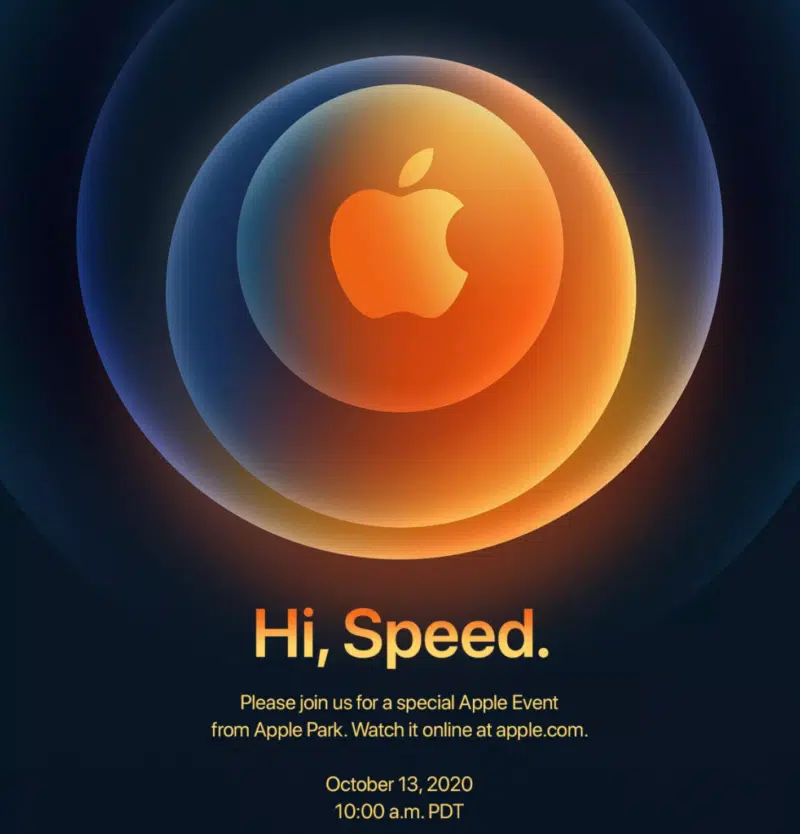 Hi, Speed.
Please join us for a special Apple Event
from Apple Park. Watch it online at apple.com.
October 13, 2020
10:00 a.m. PDT